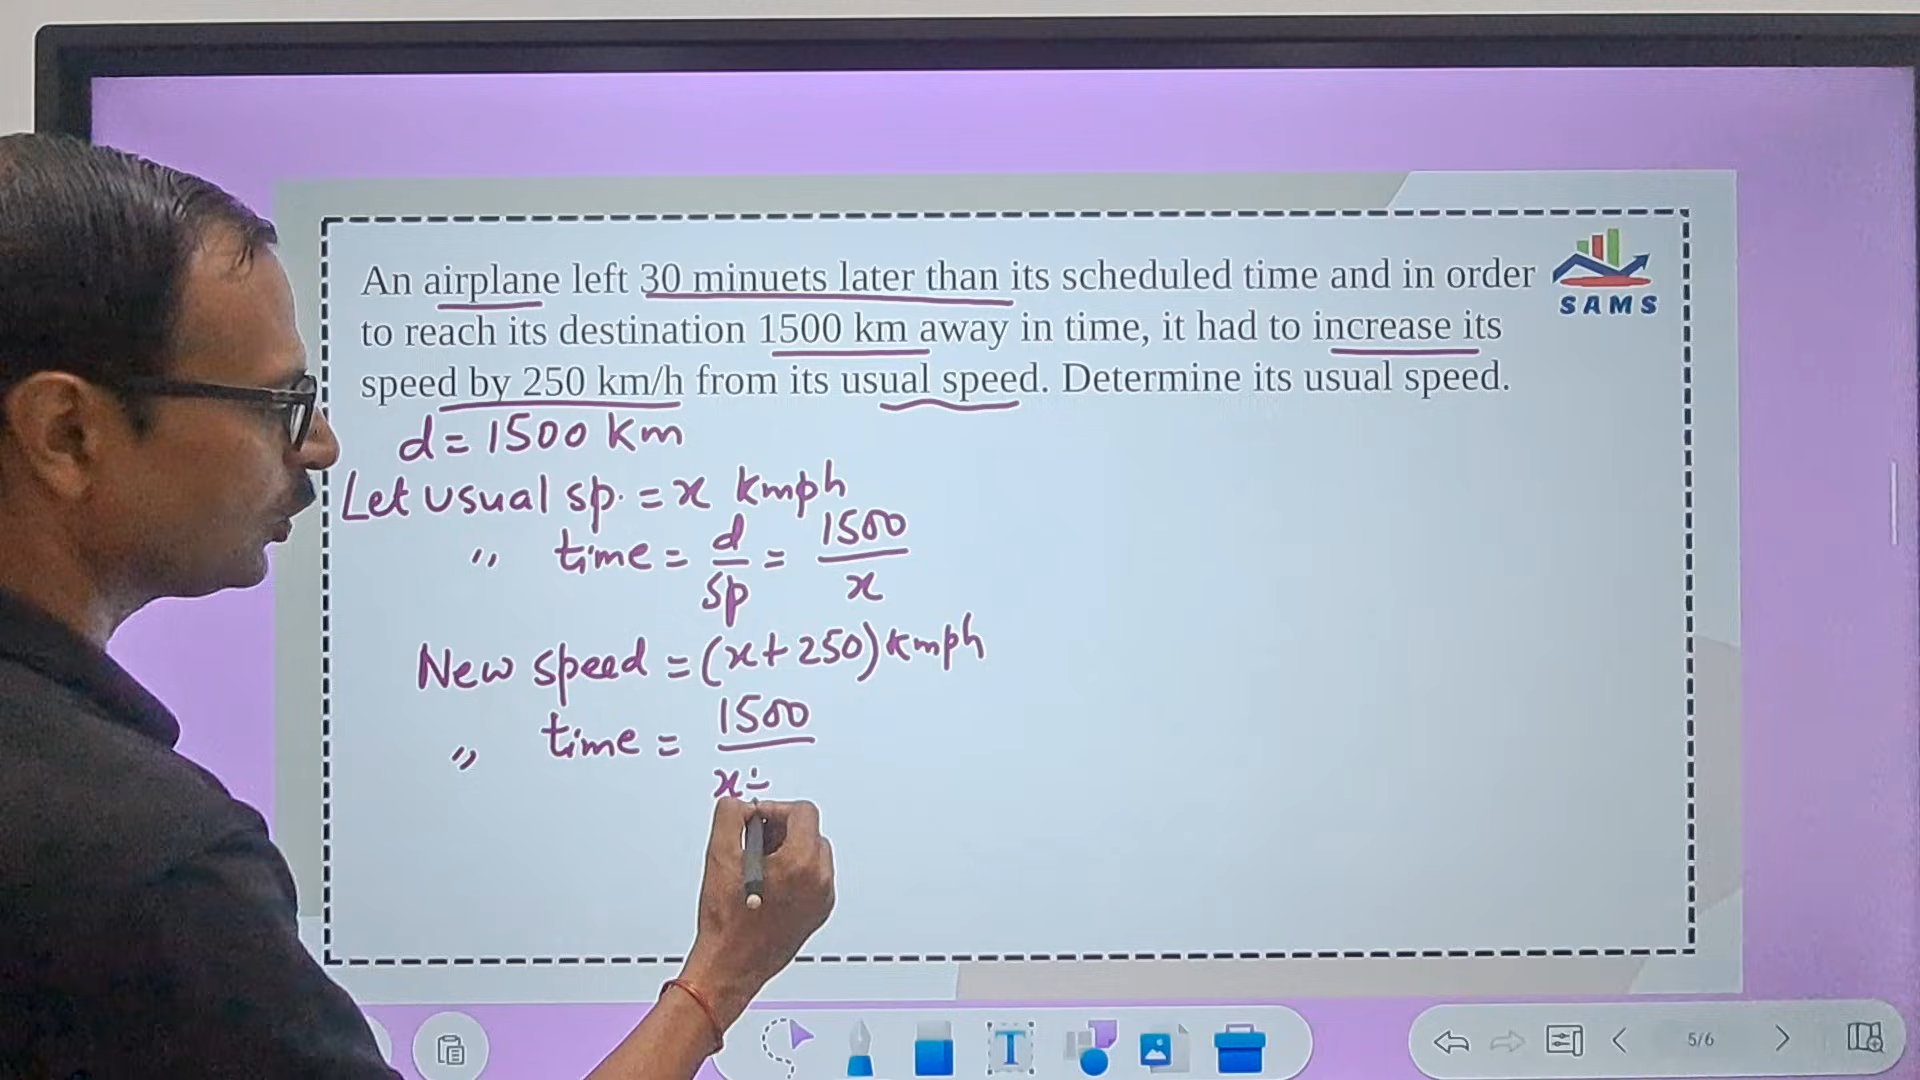 An airplane left 30 minuets later than its scheduled time and in order
to reach its destination 1500 km away in time, it had to increase its
speed by 250 km/h from its usual speed. Determine its usual speed.
SAMS
d = 1500 km
Let usual sp. = x kmph
〃 time = d/sp = 1500/x
New speed = (x+250) kmph
〃 time = 1500/x+
T
5/6